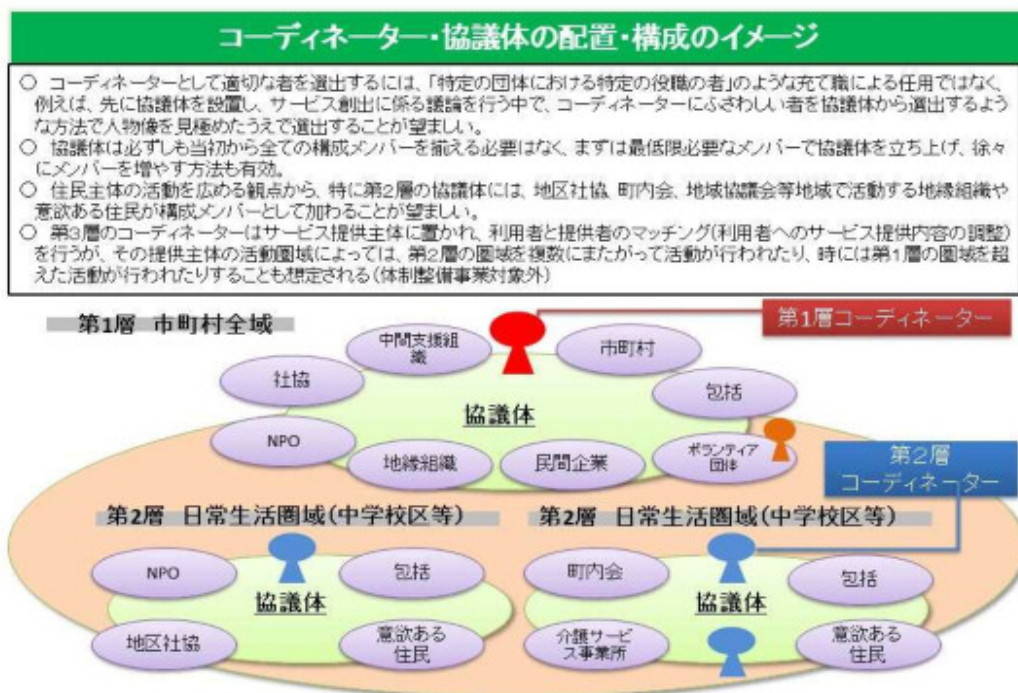 コーディネーター・協議体の配置・構成のイメージ
○ コーディネーターとして適切な者を選出するには、「特定の団体における特定の役職の者」のような充て職による任用ではなく、
例えば、先に協議体を設置し、サービス創出に係る議論を行う中で、コーディネーターにふさわしい者を協議体から選出するよう
な方法で人物像を見極めたうえで選出することが望ましい。
○ 協議体は必ずしも当初から全ての構成メンバーを揃える必要はなく、まずは最低限必要なメンバーで協議体を立ち上げ、徐々
にメンバーを増やす方法も有効。
○ 住民主体の活動を広める観点から、特に第2層の協議体には、地区社協、町内会、地域協議会等地域で活動する地縁組織や
意欲ある住民が構成メンバーとして加わることが望ましい。
○ 第3層のコーディネーターはサービス提供主体に置かれ、利用者と提供者のマッチング(利用者へのサービス提供内容の調整)
を行うが、その提供主体の活動圏域によっては、第2層の圏域を複数にまたがって活動が行われたり、時には第1層の圏域を超
えた活動が行われたりすることも想定される(体制整備事業対象外)
第1層 市町村全域
第1層コーディネーター
中間支援組
織
市町村
社協
包括
協議体
NPO
地縁組織
民間企業
ボランティア
団体
第2層
コーディネーター
第2層 日常生活圏域(中学校区等)
第2層 日常生活圏域(中学校区等)
NPO
包括
協議体
地区社協
意欲ある
住民
町内会
包括
協議体
介護サービ
ス事業所
意欲ある
住民